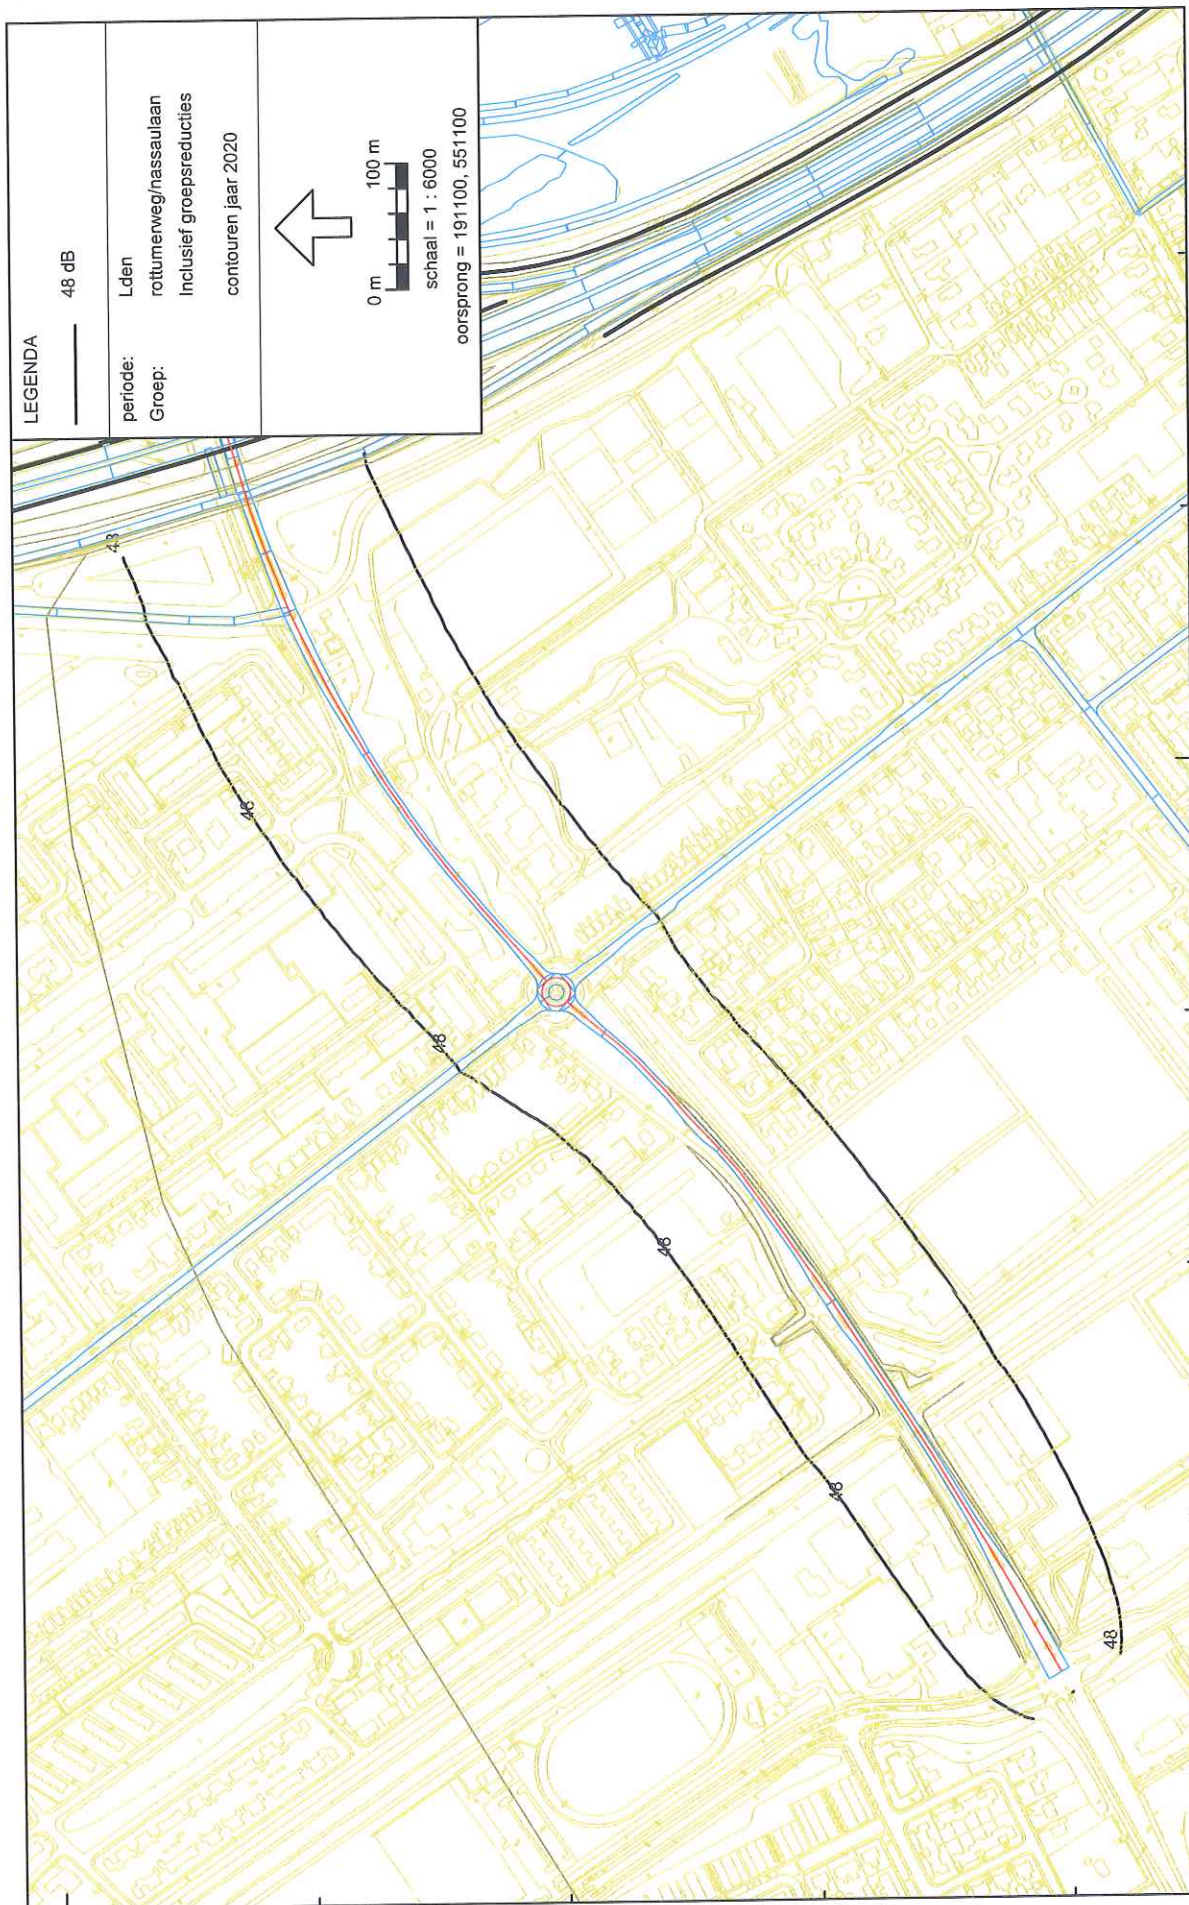 LEGENDA
48 dB
periode: Lden
Groep: rottumerweg/nassaulaan
Inclusief groepsreducties
contouren jaar 2020
0 m 100 m
schaal = 1 : 6000
oorsprong = 191100, 551100
48
48
48
48
48
48